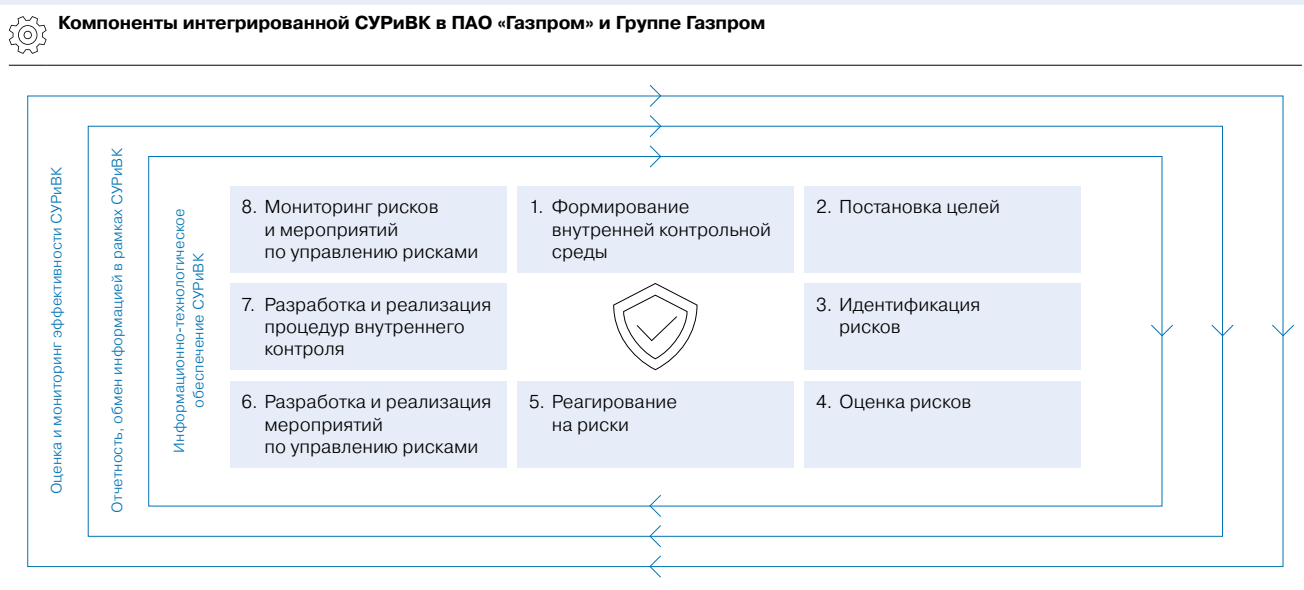 Компоненты интегрированной СУРиВК в ПАО «Газпром» и Группе Газпром
Оценка и мониторинг эффективности СУРиВК
Отчетность, обмен информацией в рамках СУРиВК
Информационно-технологическое
обеспечение СУРиВК
8. Мониторинг рисков
и мероприятий
по управлению рисками
1. Формирование
внутренней контрольной
среды
2. Постановка целей
7. Разработка и реализация
процедур внутреннего
контроля
3. Идентификация
рисков
6. Разработка и реализация
мероприятий
по управлению рисками
5. Реагирование
на риски
4. Оценка рисков